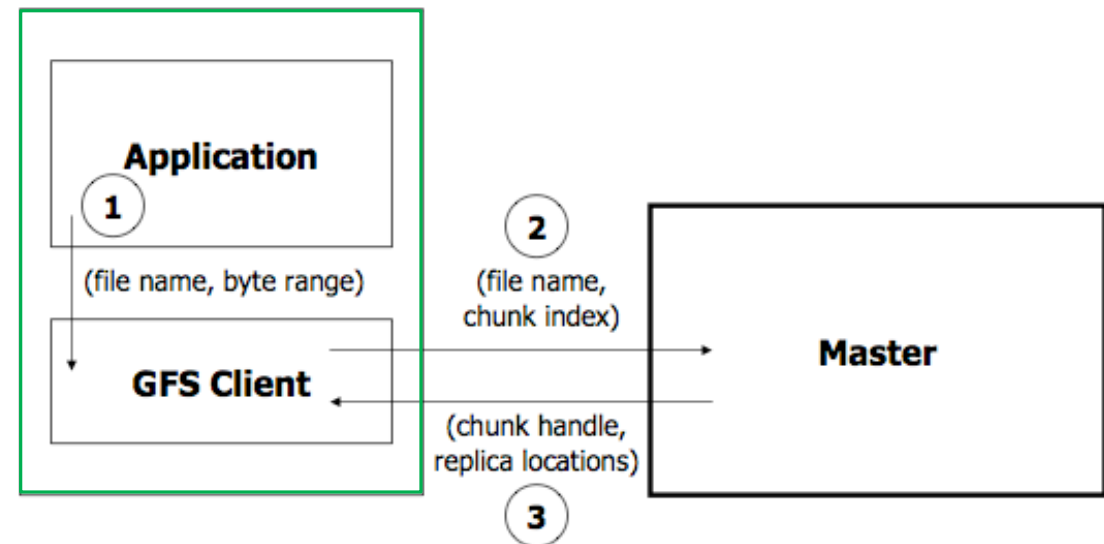 Application
1
(file name, byte range)
GFS Client
2
(file name,
chunk index)
Master
(chunk handle,
replica locations)
3